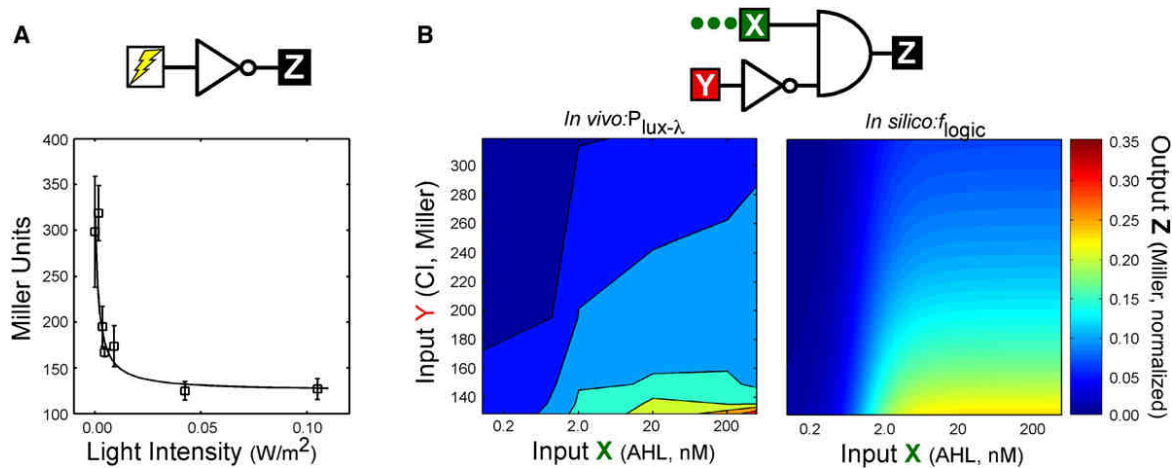 A
Z
Miller Units
400
350
300
250
200
150
100
0.00
0.05
0.10
Light Intensity (W/m²)
B
X
Y
Z
In vivo:P_lux-λ
Input Y (CI, Miller)
300
280
260
240
220
200
180
160
140
0.2
2.0
20
200
Input X (AHL, nM)
In silico:f_logic
0.2
2.0
20
200
Input X (AHL, nM)
0.35
0.30
0.25
0.20
0.15
0.10
0.05
0.00
Output Z (Miller, normalized)